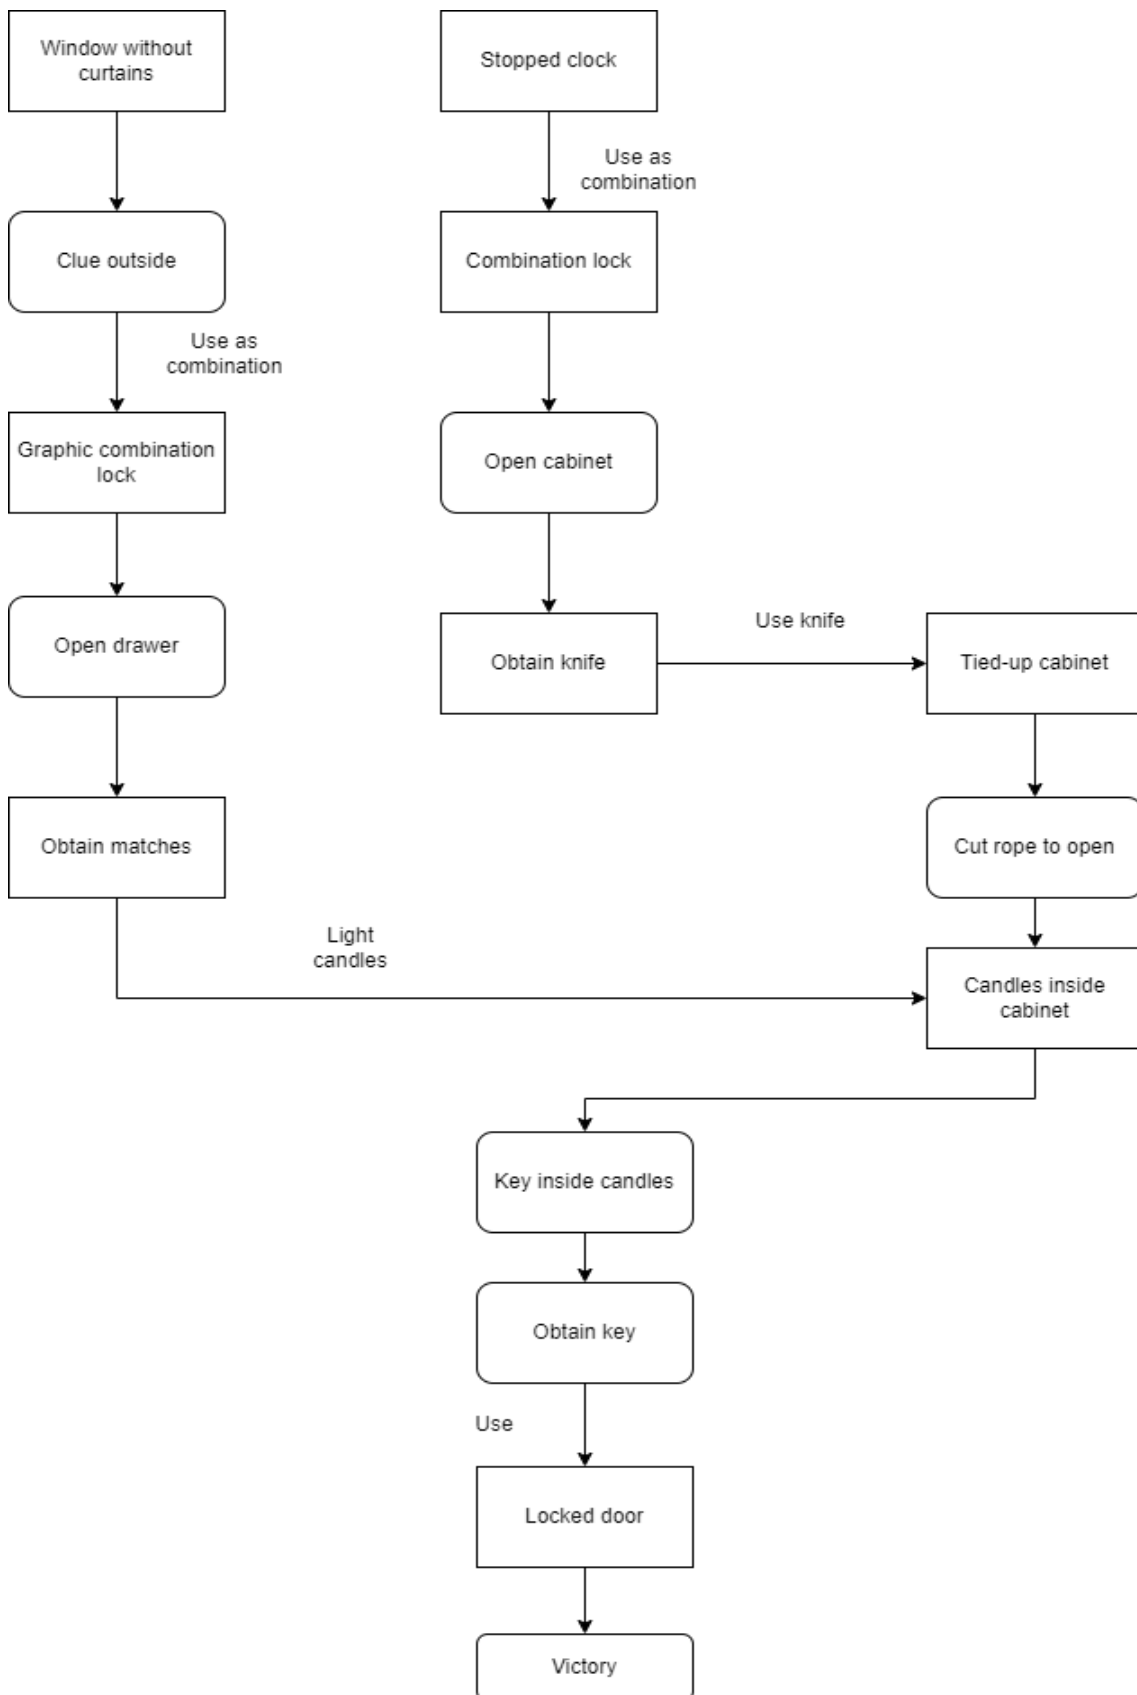 Window without
curtains
Stopped clock
Use as
combination
Clue outside
Combination lock
Use as
combination
Graphic combination
lock
Open cabinet
Open drawer
Obtain knife
Use knife
Tied-up cabinet
Obtain matches
Cut rope to open
Light
candles
Candles inside
cabinet
Key inside candles
Obtain key
Use
Locked door
Victory